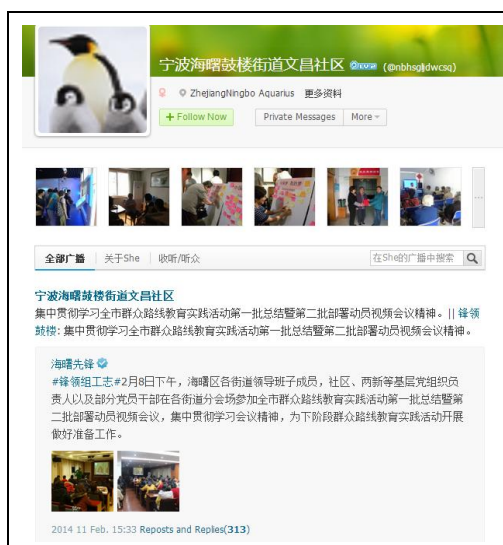 宁波海曙鼓楼街道文昌社区 (@nbhsgljdwcsq)
ZhejiangNingbo Aquarius 更多资料
+ Follow Now Private Messages More
全部广播 关于She 收听/听众 在She的广播中搜索
宁波海曙鼓楼街道文昌社区
集中贯彻学习全市群众路线教育实践活动第一批总结暨第二批部署动员视频会议精神。|| 锋领
鼓楼: 集中贯彻学习全市群众路线教育实践活动第一批总结暨第二批部署动员视频会议精神。
海曙先锋
#锋领组工志#2月8日下午，海曙区各街道领导班子成员，社区、两新等基层党组织负
责人以及部分党员干部在各街道分会场参加全市群众路线教育实践活动第一批总结暨第
二批部署动员视频会议，集中贯彻学习会议精神，为下阶段群众路线教育实践活动开展
做好准备工作。
2014 11 Feb. 15:33 Reposts and Replies(313)